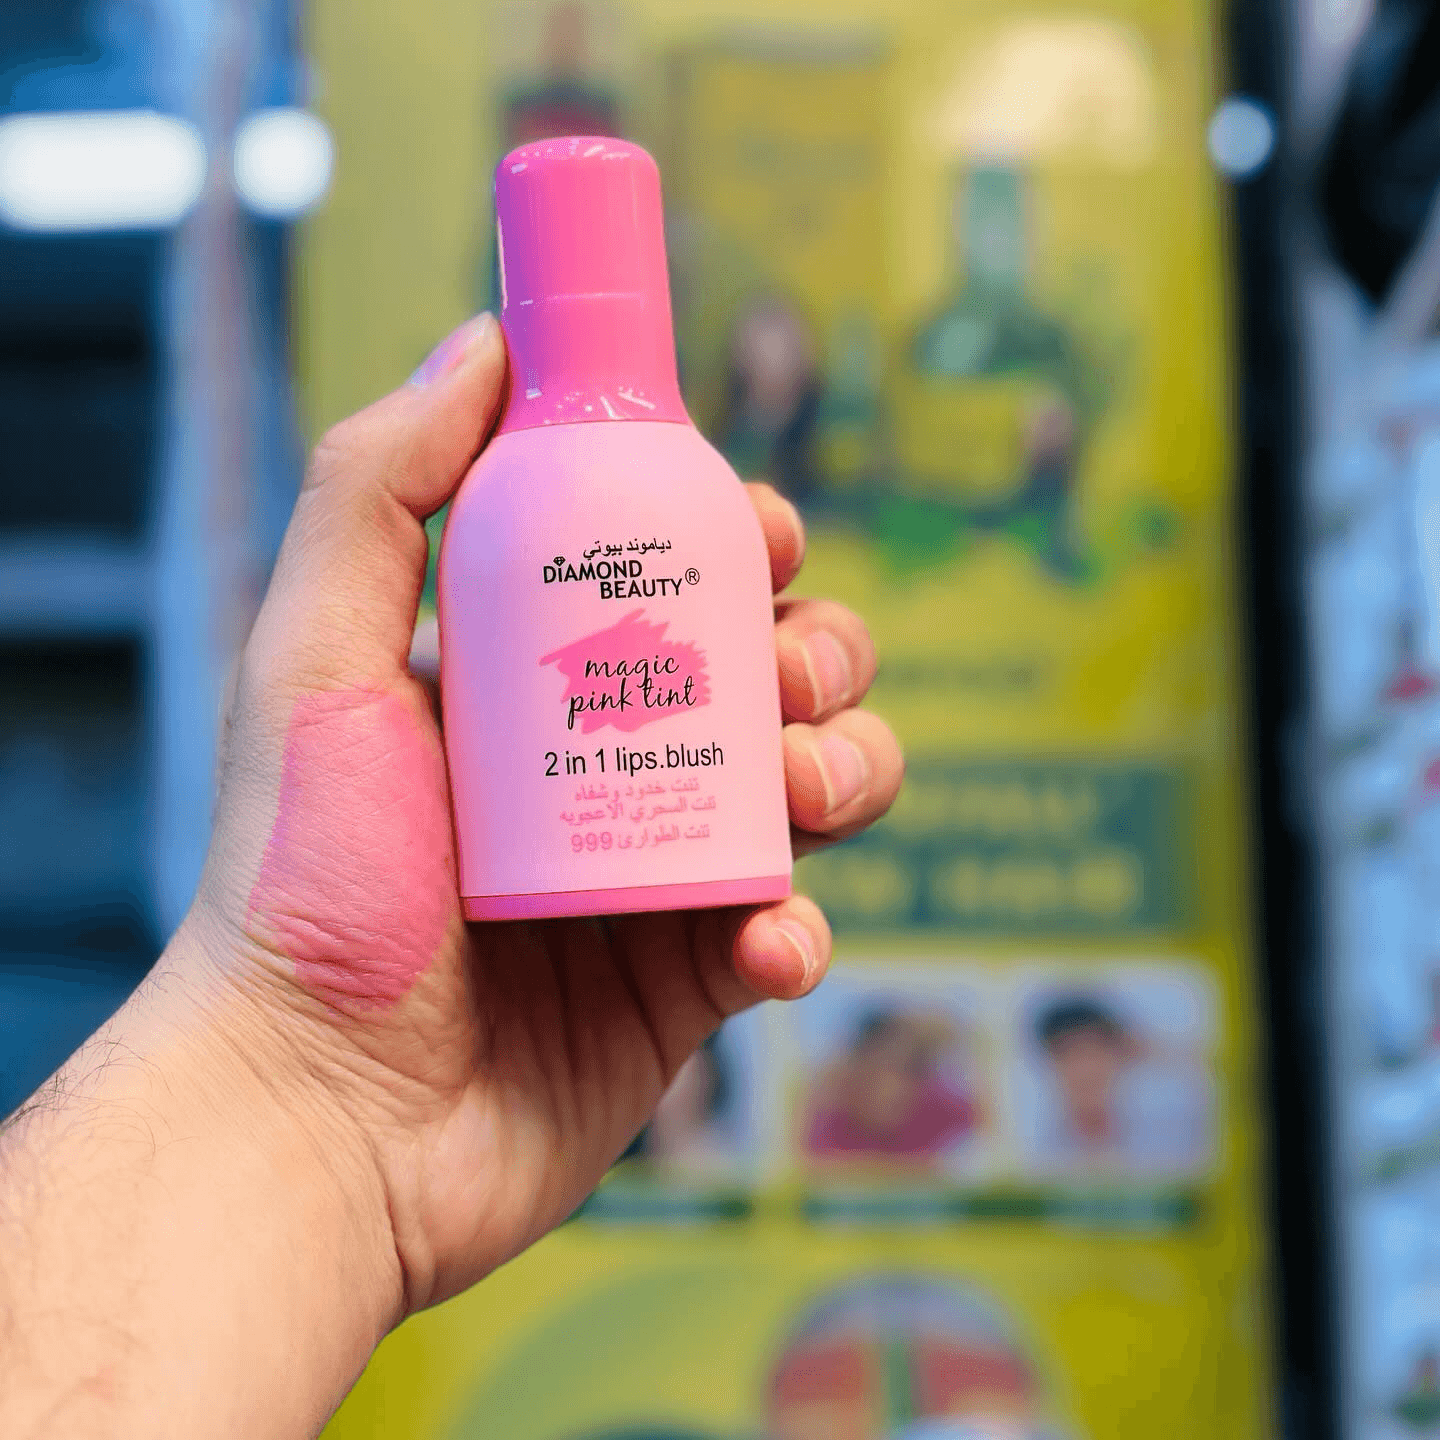 دياموند بيوتي
DIAMOND
BEAUTY®
magic
pink tint
2 in 1 lips.blush
تنت خدود وشفاه
تنت السحري الاعجوبه
تنت الطوارئ 999